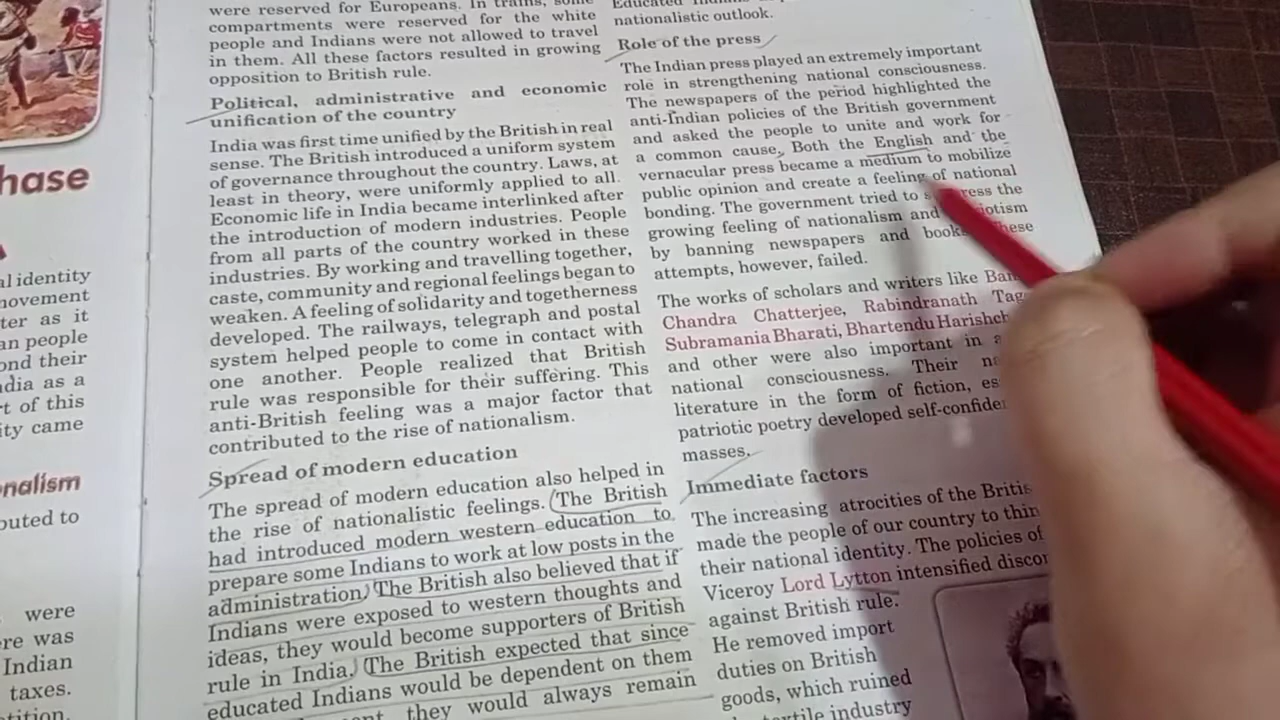 hase
al identity
novement
ter as it
an people
ond their
dia as a
t of this
ity came
nalism
outed to
were
ere was
Indian
taxes.
were reserved for Europeans. In trains, some
compartments were reserved for the white
people and Indians were not allowed to travel
in them. All these factors resulted in growing
opposition to British rule.
Political, administrative and economic
unification of the country
India was first time unified by the British in real
sense. The British introduced a uniform system
of governance throughout the country. Laws, at
least in theory, were uniformly applied to all.
Economic life in India became interlinked after
the introduction of modern industries. People
from all parts of the country worked in these
industries. By working and travelling together,
caste, community and regional feelings began to
weaken. A feeling of solidarity and togetherness
developed. The railways, telegraph and postal
system helped people to come in contact with
one another. People realized that British
rule was responsible for their suffering. This
anti-British feeling was a major factor that
contributed to the rise of nationalism.
Spread of modern education
The spread of modern education also helped in
the rise of nationalistic feelings. (The British
had introduced modern western education to
prepare some Indians to work at low posts in the
administration.) The British also believed that if
Indians were exposed to western thoughts and
ideas, they would become supporters of British
rule in India. (The British expected that since
educated Indians would be dependent on them
they would always remain
Educated
nationalistic outlook.
Role of the press
The Indian press played an extremely important
role in strengthening national consciousness.
The newspapers of the period highlighted the
anti-Indian policies of the British government
and asked the people to unite and work for
a common cause. Both the English and the
vernacular press became a medium to mobilize
public opinion and create a feeling of national
bonding. The government tried to the
growing feeling of nationalism and
by banning newspapers and
attempts, however, failed.
The works of scholars and writers like
Chandra Chatterjee, Rabindranath
Subramania Bharati, Bhartendu
and other were also important in
national consciousness. Their
literature in the form of fiction,
patriotic poetry developed
masses.
Immediate factors
The increasing atrocities of the
made the people of our country to
their national identity. The policies of
Viceroy Lord Lytton intensified
against British rule.
He removed import
duties on British
goods, which ruined
industry